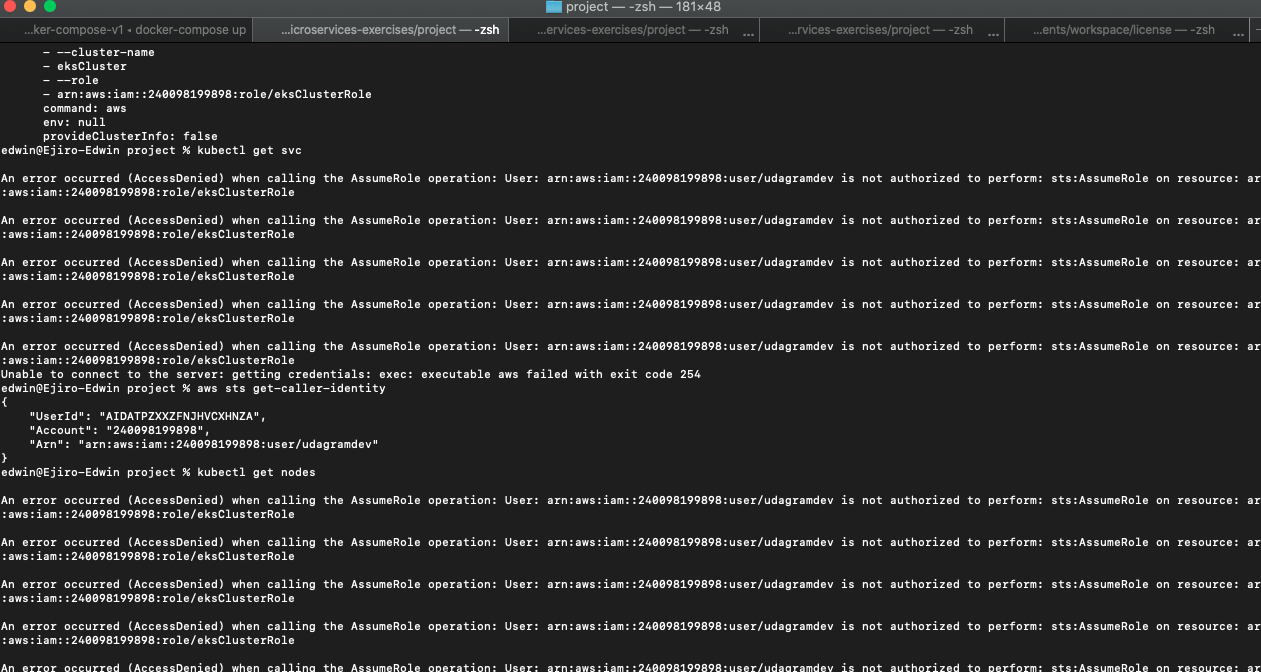 project — -zsh — 181×48
...ker-compose-v1 • docker-compose up
...icroservices-exercises/project — -zsh
...ervices-exercises/project — -zsh ...
...rvices-exercises/project — -zsh ...
...ents/workspace/license — -zsh ...
- --cluster-name
- eksCluster
- --role
- arn:aws:iam::240098199898:role/eksClusterRole
command: aws
env: null
provideClusterInfo: false
edwin@Ejiro-Edwin project % kubectl get svc
An error occurred (AccessDenied) when calling the AssumeRole operation: User: arn:aws:iam::240098199898:user/udagramdev is not authorized to perform: sts:AssumeRole on resource: ar
:aws:iam::240098199898:role/eksClusterRole
An error occurred (AccessDenied) when calling the AssumeRole operation: User: arn:aws:iam::240098199898:user/udagramdev is not authorized to perform: sts:AssumeRole on resource: ar
:aws:iam::240098199898:role/eksClusterRole
An error occurred (AccessDenied) when calling the AssumeRole operation: User: arn:aws:iam::240098199898:user/udagramdev is not authorized to perform: sts:AssumeRole on resource: ar
:aws:iam::240098199898:role/eksClusterRole
An error occurred (AccessDenied) when calling the AssumeRole operation: User: arn:aws:iam::240098199898:user/udagramdev is not authorized to perform: sts:AssumeRole on resource: ar
:aws:iam::240098199898:role/eksClusterRole
An error occurred (AccessDenied) when calling the AssumeRole operation: User: arn:aws:iam::240098199898:user/udagramdev is not authorized to perform: sts:AssumeRole on resource: ar
:aws:iam::240098199898:role/eksClusterRole
Unable to connect to the server: getting credentials: exec: executable aws failed with exit code 254
edwin@Ejiro-Edwin project % aws sts get-caller-identity
{
"UserId": "AIDATPZXXZFNJHVCXHNZA",
"Account": "240098199898",
"Arn": "arn:aws:iam::240098199898:user/udagramdev"
}
edwin@Ejiro-Edwin project % kubectl get nodes
An error occurred (AccessDenied) when calling the AssumeRole operation: User: arn:aws:iam::240098199898:user/udagramdev is not authorized to perform: sts:AssumeRole on resource: ar
:aws:iam::240098199898:role/eksClusterRole
An error occurred (AccessDenied) when calling the AssumeRole operation: User: arn:aws:iam::240098199898:user/udagramdev is not authorized to perform: sts:AssumeRole on resource: ar
:aws:iam::240098199898:role/eksClusterRole
An error occurred (AccessDenied) when calling the AssumeRole operation: User: arn:aws:iam::240098199898:user/udagramdev is not authorized to perform: sts:AssumeRole on resource: ar
:aws:iam::240098199898:role/eksClusterRole
An error occurred (AccessDenied) when calling the AssumeRole operation: User: arn:aws:iam::240098199898:user/udagramdev is not authorized to perform: sts:AssumeRole on resource: ar
:aws:iam::240098199898:role/eksClusterRole
An error occurred (AccessDenied) when calling the AssumeRole operation: User: arn:aws:iam::240098199898:user/udagramdev is not authorized to perform: sts:AssumeRole on resource: ar